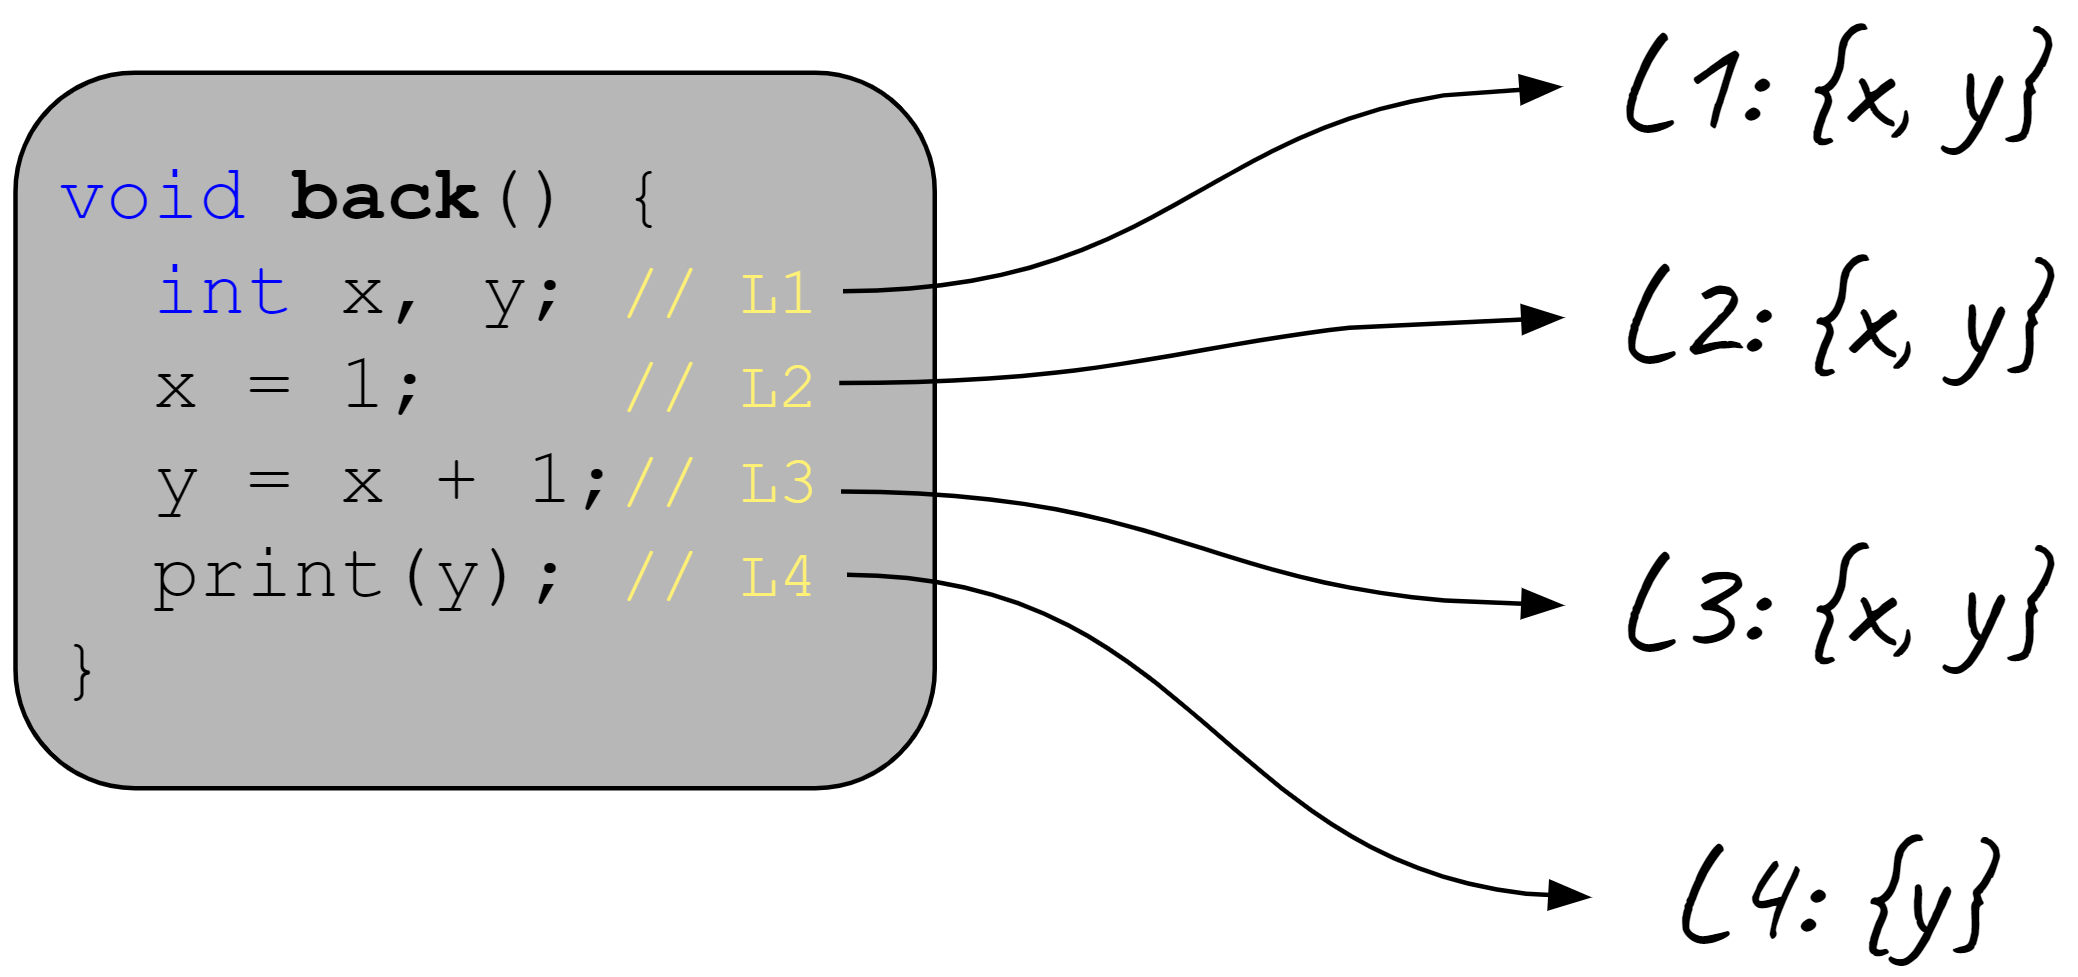 void back() {
int x, y; // L1
x = 1; // L2
y = x + 1;// L3
print(y); // L4
}
L1: {x, y}
L2: {x, y}
L3: {x, y}
L4: {y}